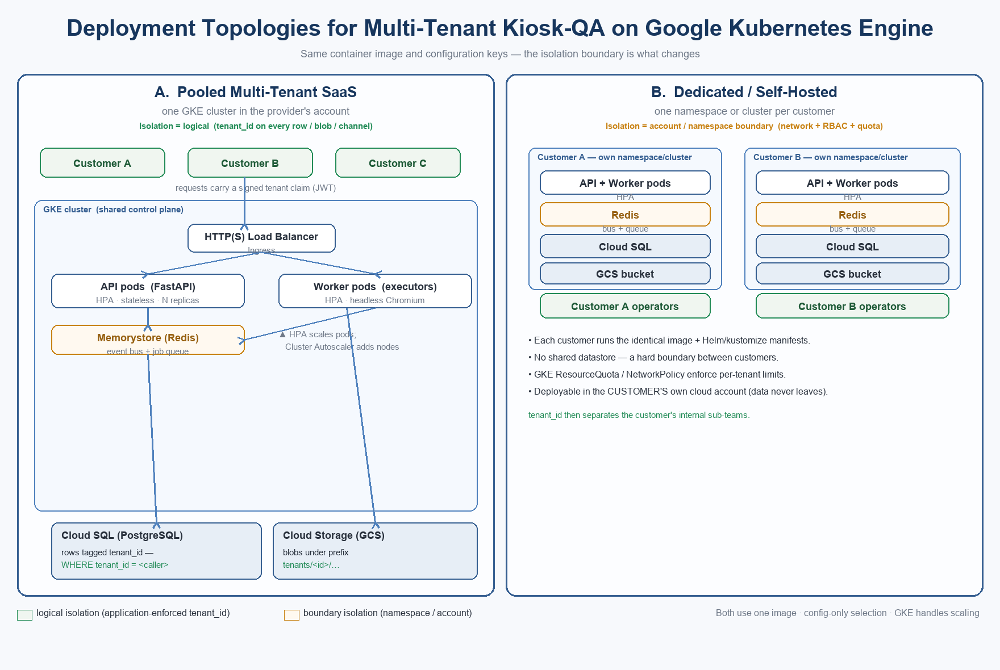 Deployment Topologies for Multi-Tenant Kiosk-QA on Google Kubernetes Engine
Same container image and configuration keys — the isolation boundary is what changes
A.  Pooled Multi-Tenant SaaS
one GKE cluster in the provider's account
Isolation = logical  (tenant_id on every row / blob / channel)
Customer A
Customer B
Customer C
requests carry a signed tenant claim (JWT)
GKE cluster  (shared control plane)
HTTP(S) Load Balancer
Ingress
API pods  (FastAPI)
HPA · stateless · N replicas
Worker pods  (executors)
HPA · headless Chromium
Memorystore (Redis)
event bus + job queue
▲ HPA scales pods;
Cluster Autoscaler adds nodes
Cloud SQL (PostgreSQL)
rows tagged tenant_id —
WHERE tenant_id = <caller>
Cloud Storage (GCS)
blobs under prefix
tenants/<id>/…
B.  Dedicated / Self-Hosted
one namespace or cluster per customer
Isolation = account / namespace boundary  (network + RBAC + quota)
Customer A — own namespace/cluster
API + Worker pods
HPA
Redis
bus + queue
Cloud SQL
GCS bucket
Customer A operators
Customer B — own namespace/cluster
API + Worker pods
HPA
Redis
bus + queue
Cloud SQL
GCS bucket
Customer B operators
• Each customer runs the identical image + Helm/kustomize manifests.
• No shared datastore — a hard boundary between customers.
• GKE ResourceQuota / NetworkPolicy enforce per-tenant limits.
• Deployable in the CUSTOMER'S own cloud account (data never leaves).
tenant_id then separates the customer's internal sub-teams.
logical isolation (application-enforced tenant_id)
boundary isolation (namespace / account)
Both use one image · config-only selection · GKE handles scaling